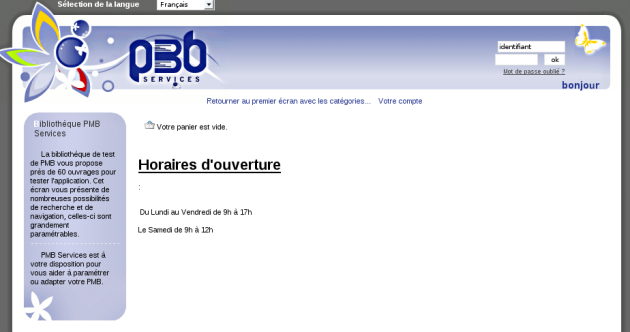 Sélection de la langue
Français
PMB
SERVICES
identifiant
ok
Mot de passe oublié ?
bonjour
Retourner au premier écran avec les catégories... Votre compte
Bibliothéque PMB
Services
Votre panier est vide.
La bibliothéque de test
de PMB vous propose
prés de 60 ouvrages pour
tester l'application. Cet
écran vous présente de
nombreuses possibilités
de recherche et de
navigation, celles-ci sont
grandement
paramétrables.
PMB Services est á
votre disposition pour
vous aider á paramétrer
ou adapter votre PMB.
Horaires d'ouverture
:
Du Lundi au Vendredi de 9h á 17h
Le Samedi de 9h á 12h